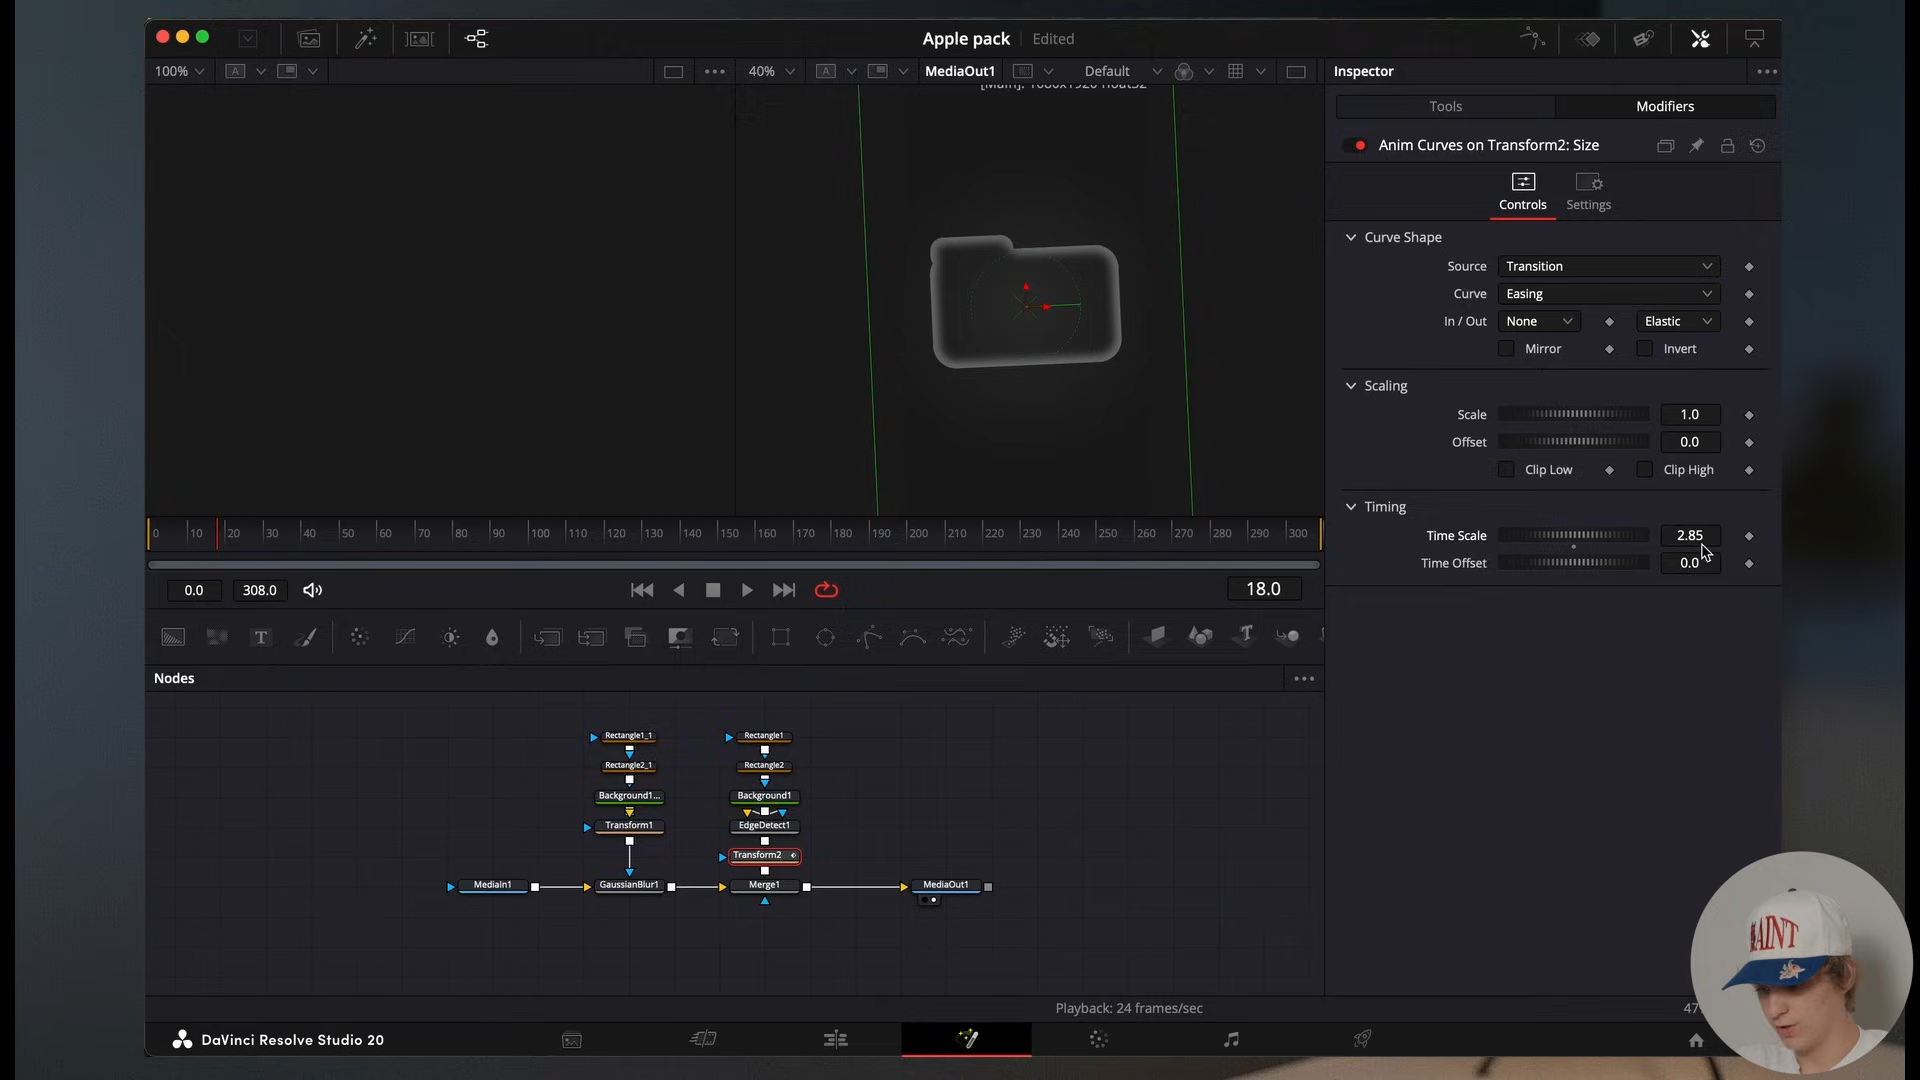 Apple pack
Edited
100%
A
40%
A
MediaOut1
Default
Inspector
[Main]: 1080x1920 float32
Tools
Modifiers
Anim Curves on Transform2: Size
Controls
Settings
Curve Shape
Source
Transition
Curve
Easing
In / Out
None
Elastic
Mirror
Invert
Scaling
Scale
1.0
Offset
0.0
Clip Low
Clip High
Timing
Time Scale
2.85
Time Offset
0.0
0 10 20 30 40 50 60 70 80 90 100 110 120 130 140 150 160 170 180 190 200 210 220 230 240 250 260 270 280 290 300
0.0
308.0
18.0
T
T
Nodes
Rectangle1_1
Rectangle1
Rectangle2_1
Rectangle2
Background1...
Background1
Transform1
EdgeDetect1
Transform2
MediaIn1
GaussianBlur1
Merge1
MediaOut1
Playback: 24 frames/sec
DaVinci Resolve Studio 20